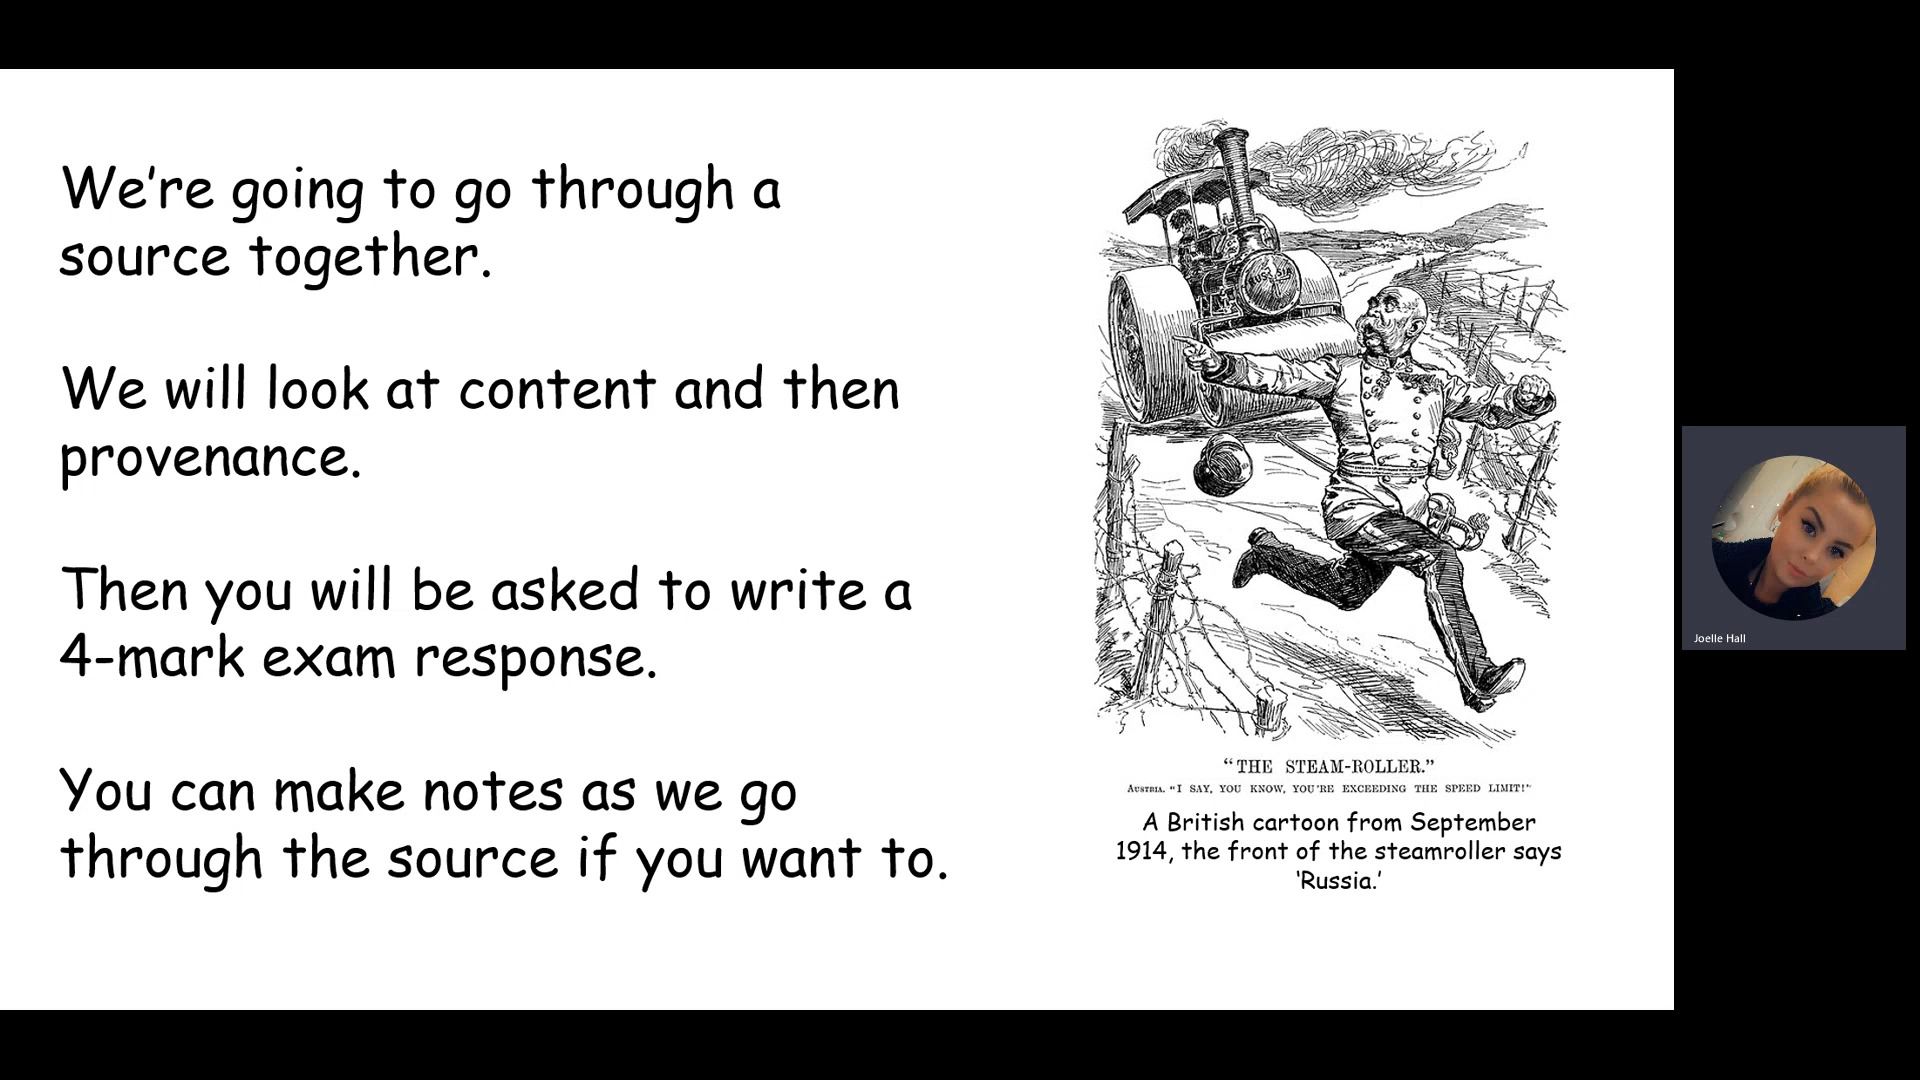 We're going to go through a
source together.
We will look at content and then
provenance.
Then you will be asked to write a
4-mark exam response.
You can make notes as we go
through the source if you want to.
RUSSIA
"THE STEAM-ROLLER."
AUSTRIA. "I SAY, YOU KNOW, YOU'RE EXCEEDING THE SPEED LIMIT!"
A British cartoon from September
1914, the front of the steamroller says
'Russia.'
Joelle Hall